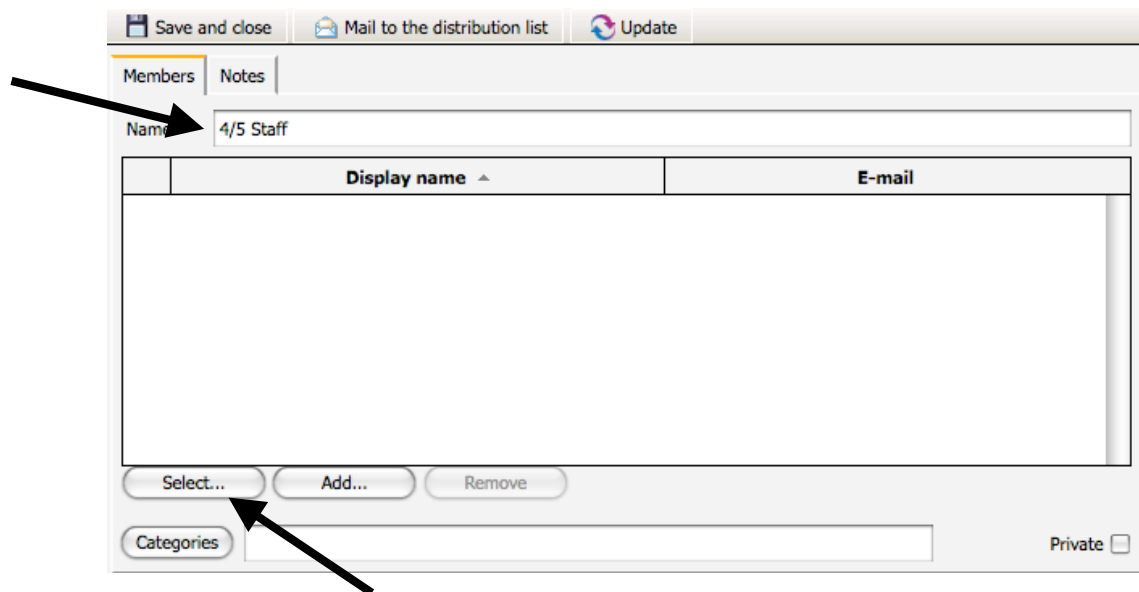 Save and close Mail to the distribution list Update
Members Notes
Name 4/5 Staff
Display name E-mail
Select... Add... Remove
Categories Private